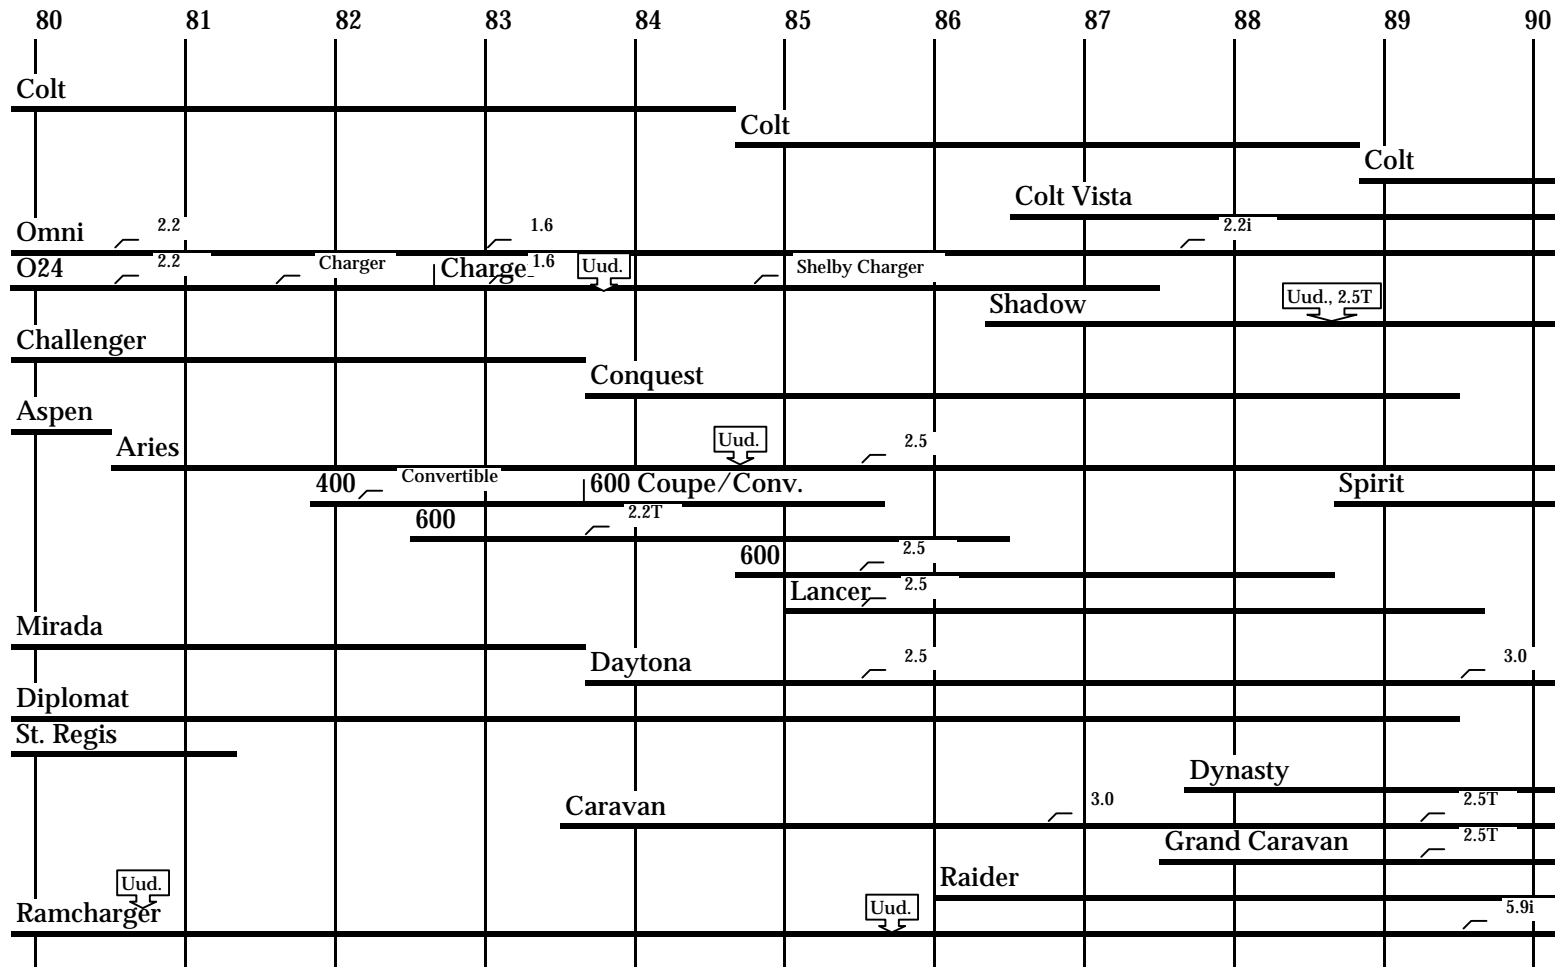 80 81 82 83 84 85 86 87 88 89 90
Colt
Colt
Colt
Colt Vista
Omni 2.2 1.6 2.2i
O24 2.2 Charger Charge 1.6 Uud. Shelby Charger
Shadow Uud., 2.5T
Challenger
Conquest
Aspen
Aries Uud. 2.5
400 Convertible 600 Coupe/Conv. Spirit
600 2.2T
600 2.5
Lancer 2.5
Mirada
Daytona 2.5 3.0
Diplomat
St. Regis
Dynasty
Caravan 3.0 2.5T
Grand Caravan 2.5T
Raider
Ramcharger Uud. Uud. 5.9i